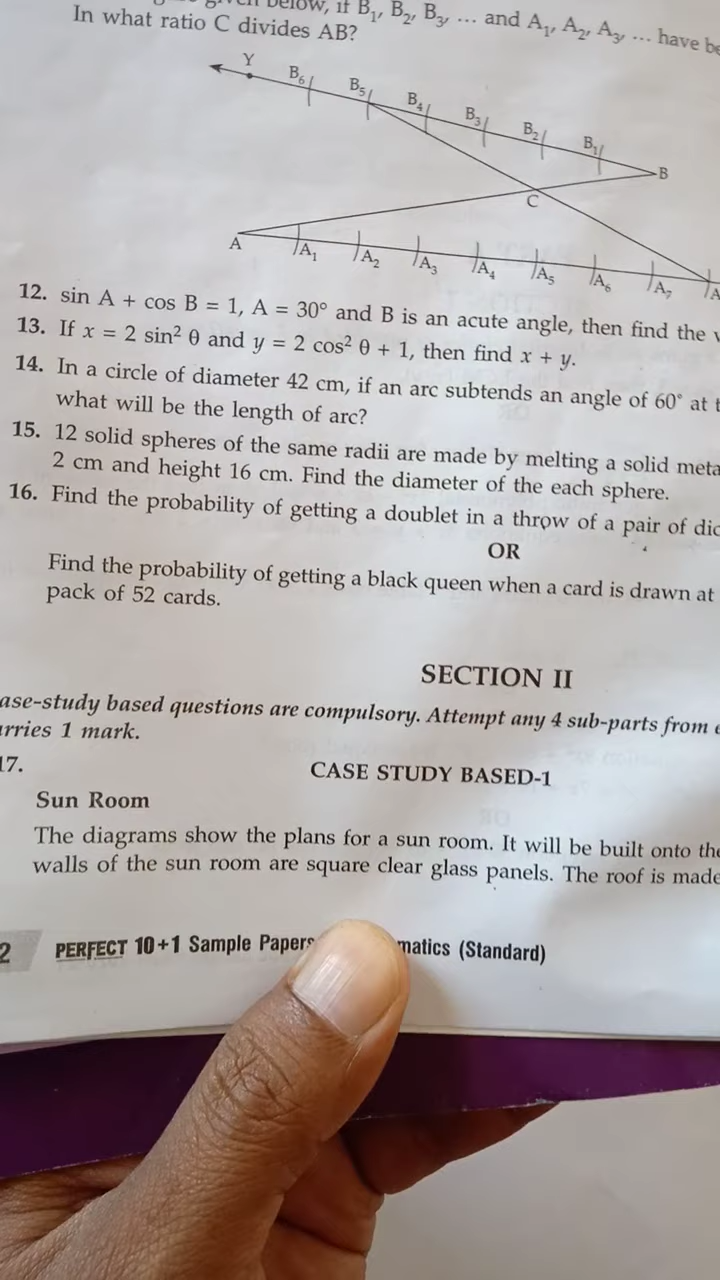 below, if B₁, B₂, B₃, ... and A₁, A₂, A₃, ... have
In what ratio C divides AB?
Y
B₆
B₅
B₄
B₃
B₂
B₁
B
C
A
A₁
A₂
A₃
A₄
A₅
A₆
A₇
12. sin A + cos B = 1, A = 30° and B is an acute angle, then find the
13. If x = 2 sin² θ and y = 2 cos² θ + 1, then find x + y.
14. In a circle of diameter 42 cm, if an arc subtends an angle of 60° at
what will be the length of arc?
15. 12 solid spheres of the same radii are made by melting a solid
2 cm and height 16 cm. Find the diameter of the each sphere.
16. Find the probability of getting a doublet in a throw of a pair of
OR
Find the probability of getting a black queen when a card is drawn at
pack of 52 cards.
SECTION II
ase-study based questions are compulsory. Attempt any 4 sub-parts from
rries 1 mark.
17. CASE STUDY BASED-1
Sun Room
The diagrams show the plans for a sun room. It will be built onto
walls of the sun room are square clear glass panels. The roof is made
2 PERFECT 10+1 Sample Papers matics (Standard)